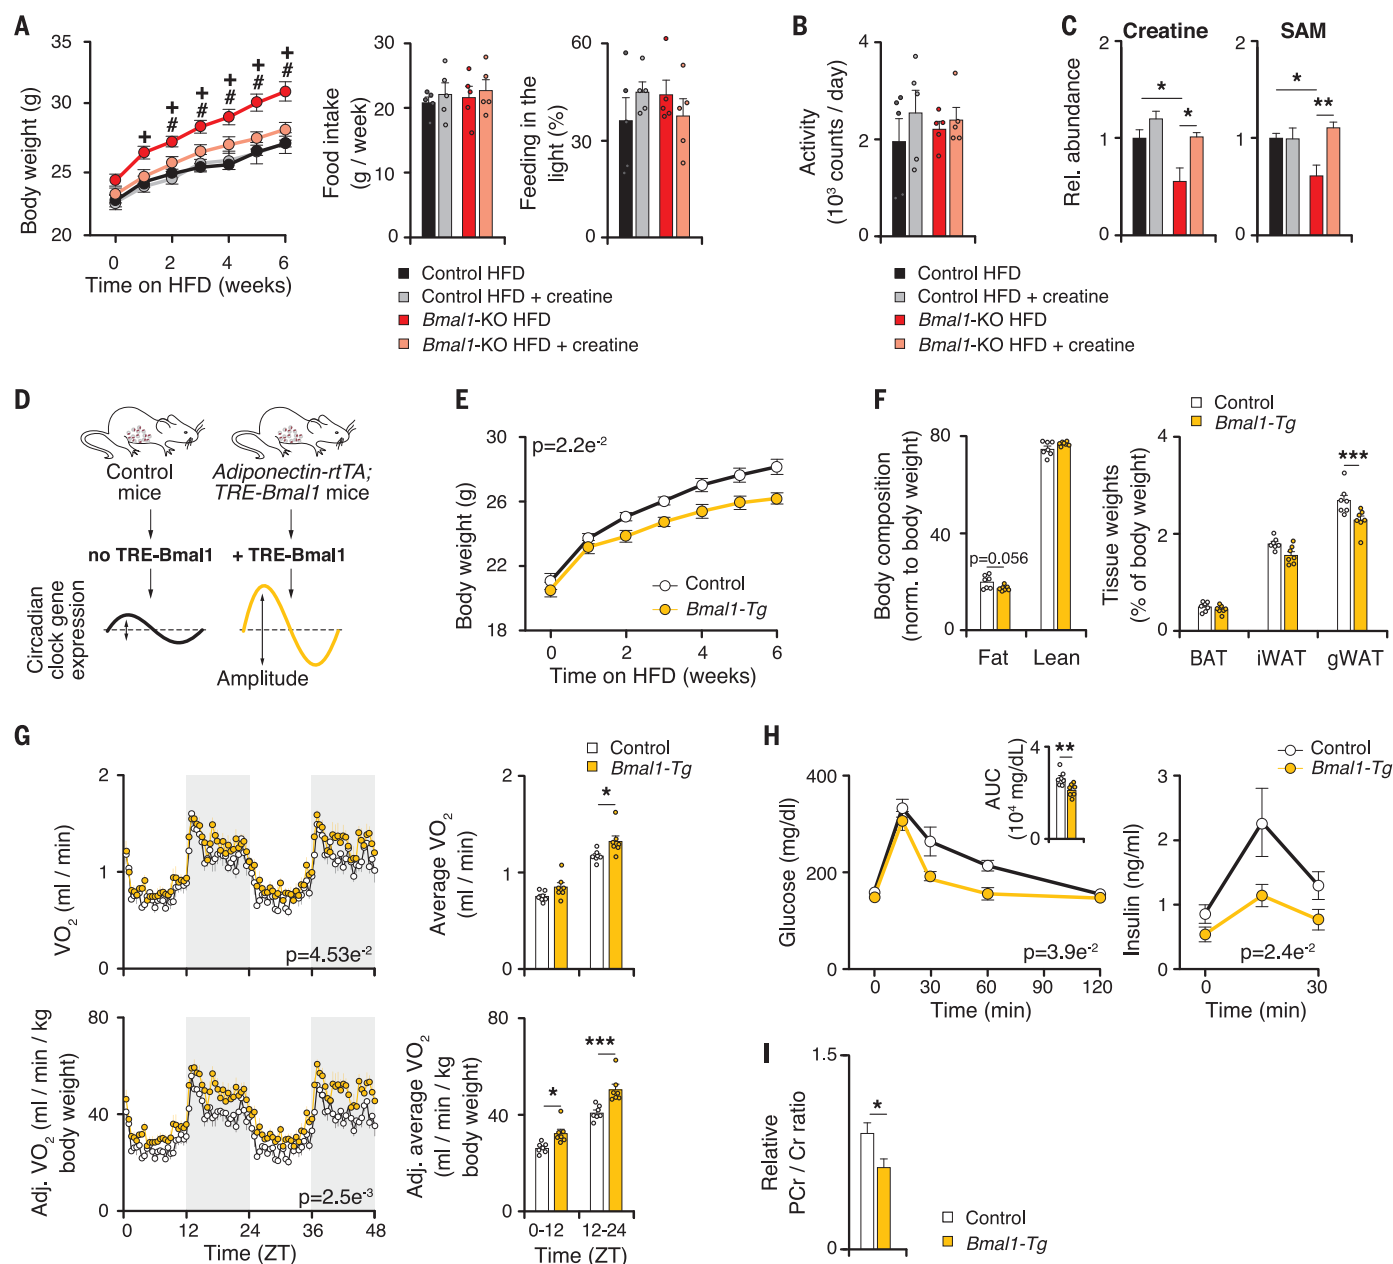 A
Body weight (g)
35
30
25
20
+
#
+
#
+
#
+
#
+
#
+
0
2
4
6
Time on HFD (weeks)
Food intake
(g / week)
30
20
10
0
Feeding in the
light (%)
60
30
0
Control HFD
Control HFD + creatine
Bmal1-KO HFD
Bmal1-KO HFD + creatine
B
Activity
(10³ counts / day)
4
2
0
Control HFD
Control HFD + creatine
Bmal1-KO HFD
Bmal1-KO HFD + creatine
C
Creatine
SAM
Rel. abundance
2
1
0
*
*
2
1
0
*
**
D
Control
mice
Adiponectin-rtTA;
TRE-Bmal1 mice
no TRE-Bmal1
+ TRE-Bmal1
Circadian
clock gene
expression
Amplitude
E
Body weight (g)
30
26
22
18
p=2.2e-2
Control
Bmal1-Tg
0
2
4
6
Time on HFD (weeks)
F
Control
Bmal1-Tg
Body composition
(norm. to body weight)
80
40
0
p=0.056
Fat
Lean
Tissue weights
(% of body weight)
4
2
0
***
BAT
iWAT
gWAT
G
Control
Bmal1-Tg
VO₂ (ml / min)
2
1
0
p=4.53e-2
Average VO₂
(ml / min)
2
1
0
*
Adj. VO₂ (ml / min / kg
body weight)
80
40
0
p=2.5e-3
0
12
24
36
48
Time (ZT)
Adj. average VO₂
(ml / min / kg
body weight)
80
40
0
*
***
0-12
12-24
Time (ZT)
H
Glucose (mg/dl)
400
200
0
p=3.9e-2
0
30
60
90
120
Time (min)
AUC
(10⁴ mg/dL)
4
0
**
Control
Bmal1-Tg
Insulin (ng/ml)
3
2
1
0
p=2.4e-2
0
30
Time (min)
I
Relative
PCr / Cr ratio
1.5
0
*
Control
Bmal1-Tg